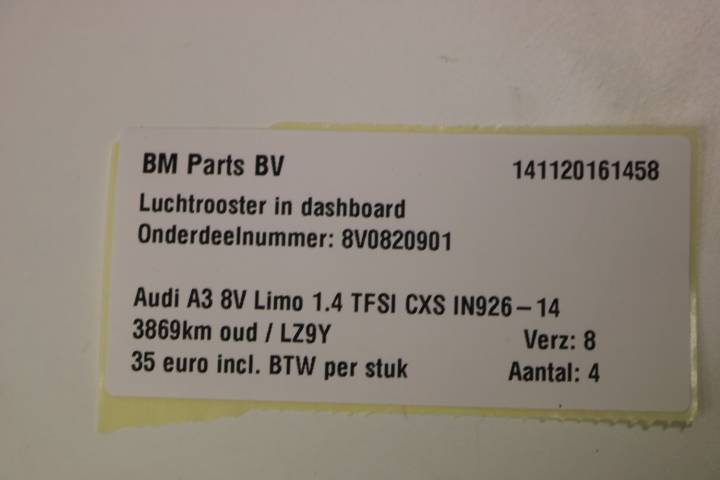 BM Parts BV 141120161458
Luchtrooster in dashboard
Onderdeelnummer: 8V0820901
Audi A3 8V Limo 1.4 TFSI CXS IN926-14
3869km oud / LZ9Y Verz: 8
35 euro incl. BTW per stuk Aantal: 4